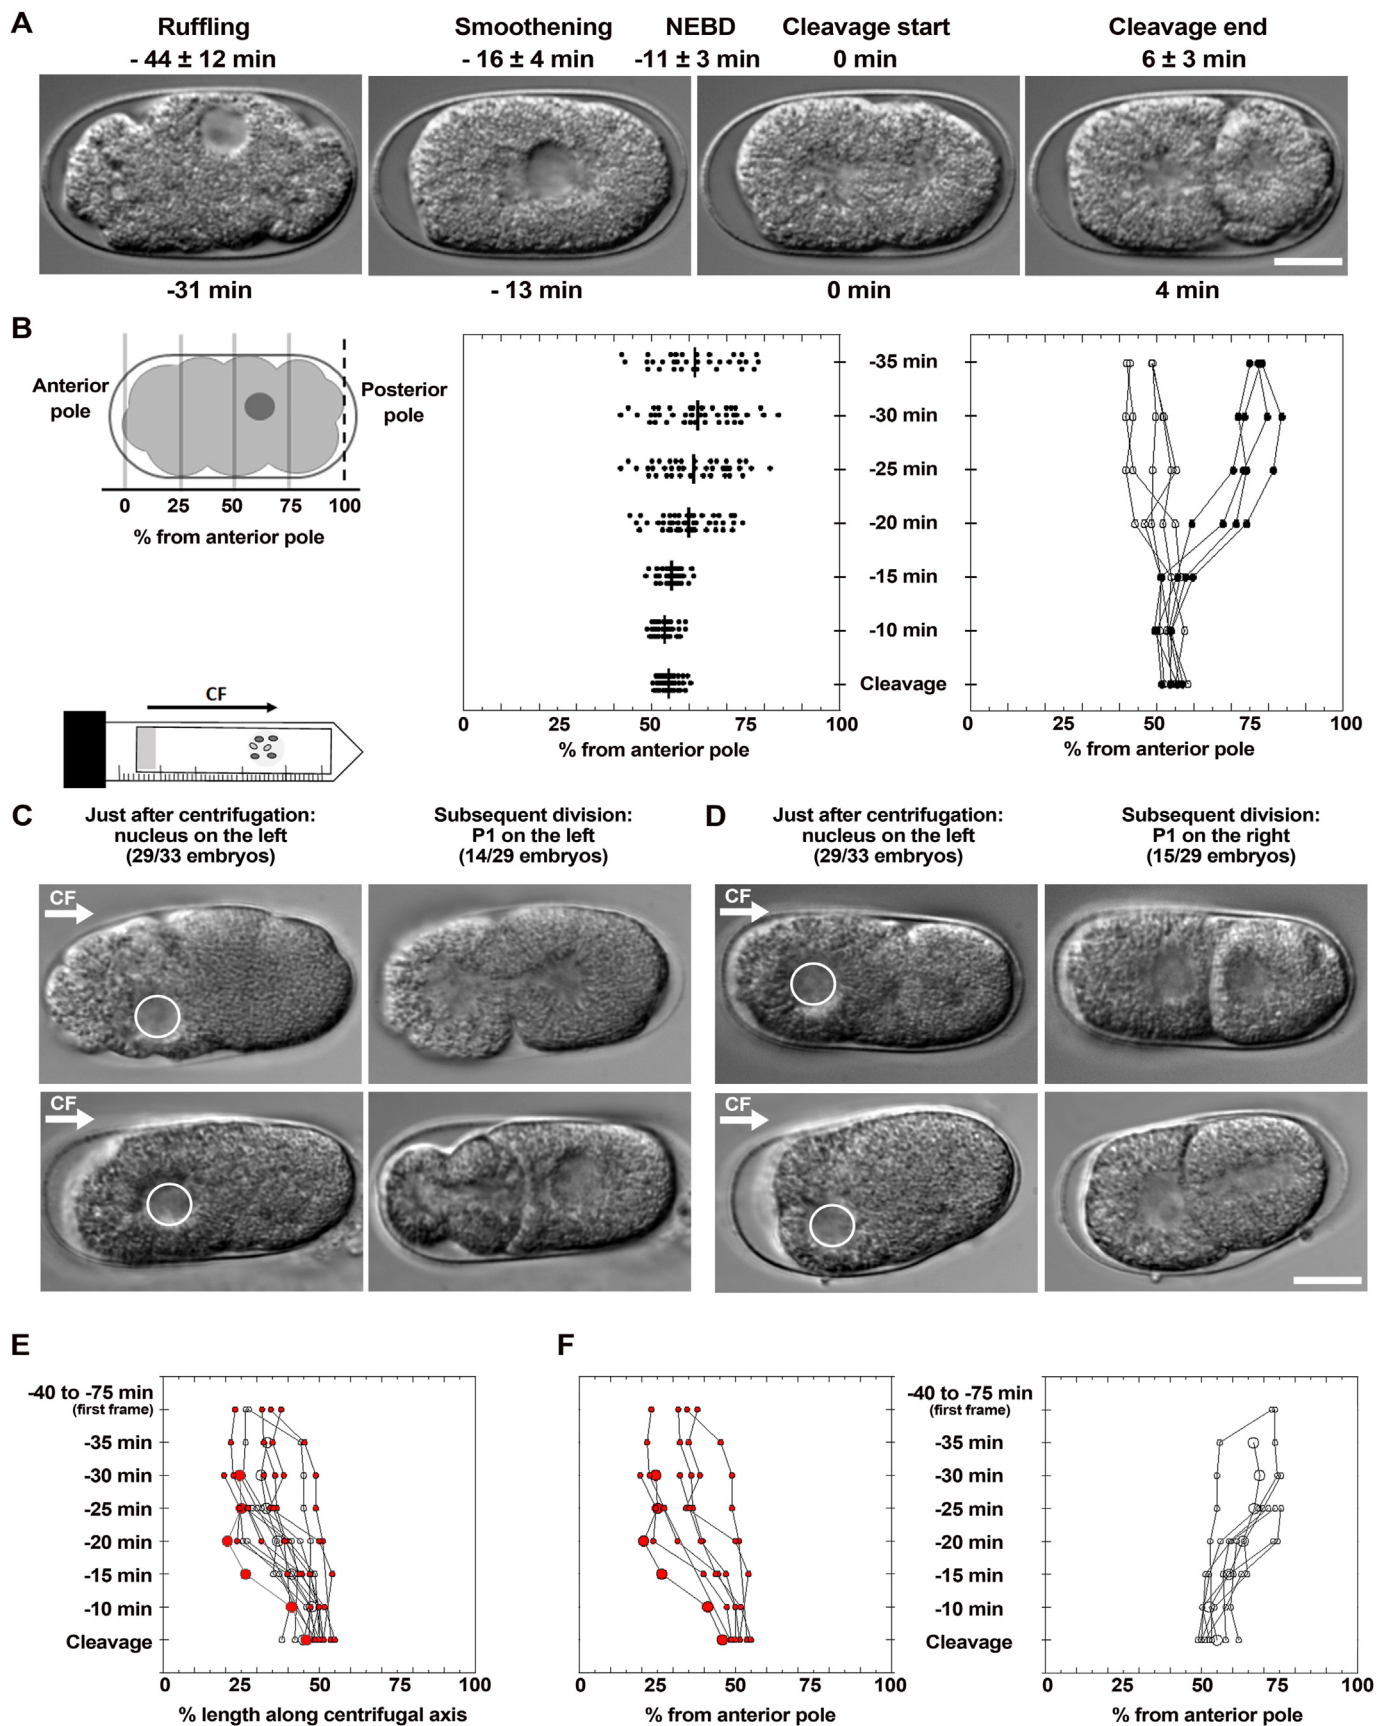 A
Ruffling
- 44 ± 12 min
Smoothening
- 16 ± 4 min
NEBD
-11 ± 3 min
Cleavage start
0 min
Cleavage end
6 ± 3 min
-31 min
- 13 min
0 min
4 min
B
Anterior
pole
Posterior
pole
0 25 50 75 100
% from anterior pole
CF
-35 min
-30 min
-25 min
-20 min
-15 min
-10 min
Cleavage
0 25 50 75 100
% from anterior pole
0 25 50 75 100
% from anterior pole
C
Just after centrifugation:
nucleus on the left
(29/33 embryos)
Subsequent division:
P1 on the left
(14/29 embryos)
D
Just after centrifugation:
nucleus on the left
(29/33 embryos)
Subsequent division:
P1 on the right
(15/29 embryos)
CF
CF
CF
CF
E
-40 to -75 min
(first frame)
-35 min
-30 min
-25 min
-20 min
-15 min
-10 min
Cleavage
0 25 50 75 100
% length along centrifugal axis
F
0 25 50 75 100
% from anterior pole
-40 to -75 min
(first frame)
-35 min
-30 min
-25 min
-20 min
-15 min
-10 min
Cleavage
0 25 50 75 100
% from anterior pole